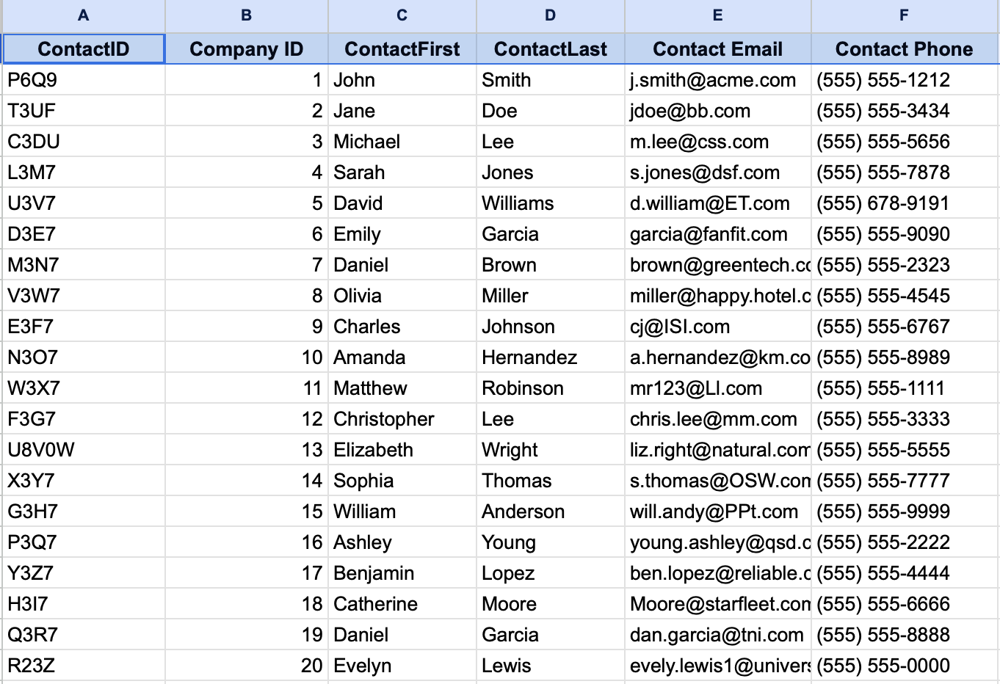 A B C D E F
ContactID Company ID ContactFirst ContactLast Contact Email Contact Phone
P6Q9 1 John Smith j.smith@acme.com (555) 555-1212
T3UF 2 Jane Doe jdoe@bb.com (555) 555-3434
C3DU 3 Michael Lee m.lee@css.com (555) 555-5656
L3M7 4 Sarah Jones s.jones@dsf.com (555) 555-7878
U3V7 5 David Williams d.william@ET.com (555) 678-9191
D3E7 6 Emily Garcia garcia@fanfit.com (555) 555-9090
M3N7 7 Daniel Brown brown@greentech.co (555) 555-2323
V3W7 8 Olivia Miller miller@happy.hotel.c (555) 555-4545
E3F7 9 Charles Johnson cj@ISI.com (555) 555-6767
N3O7 10 Amanda Hernandez a.hernandez@km.co (555) 555-8989
W3X7 11 Matthew Robinson mr123@LI.com (555) 555-1111
F3G7 12 Christopher Lee chris.lee@mm.com (555) 555-3333
U8V0W 13 Elizabeth Wright liz.right@natural.com (555) 555-5555
X3Y7 14 Sophia Thomas s.thomas@OSW.com (555) 555-7777
G3H7 15 William Anderson will.andy@PPt.com (555) 555-9999
P3Q7 16 Ashley Young young.ashley@qsd.c (555) 555-2222
Y3Z7 17 Benjamin Lopez ben.lopez@reliable.c (555) 555-4444
H3I7 18 Catherine Moore Moore@starfleet.com (555) 555-6666
Q3R7 19 Daniel Garcia dan.garcia@tni.com (555) 555-8888
R23Z 20 Evelyn Lewis evely.lewis1@univers (555) 555-0000